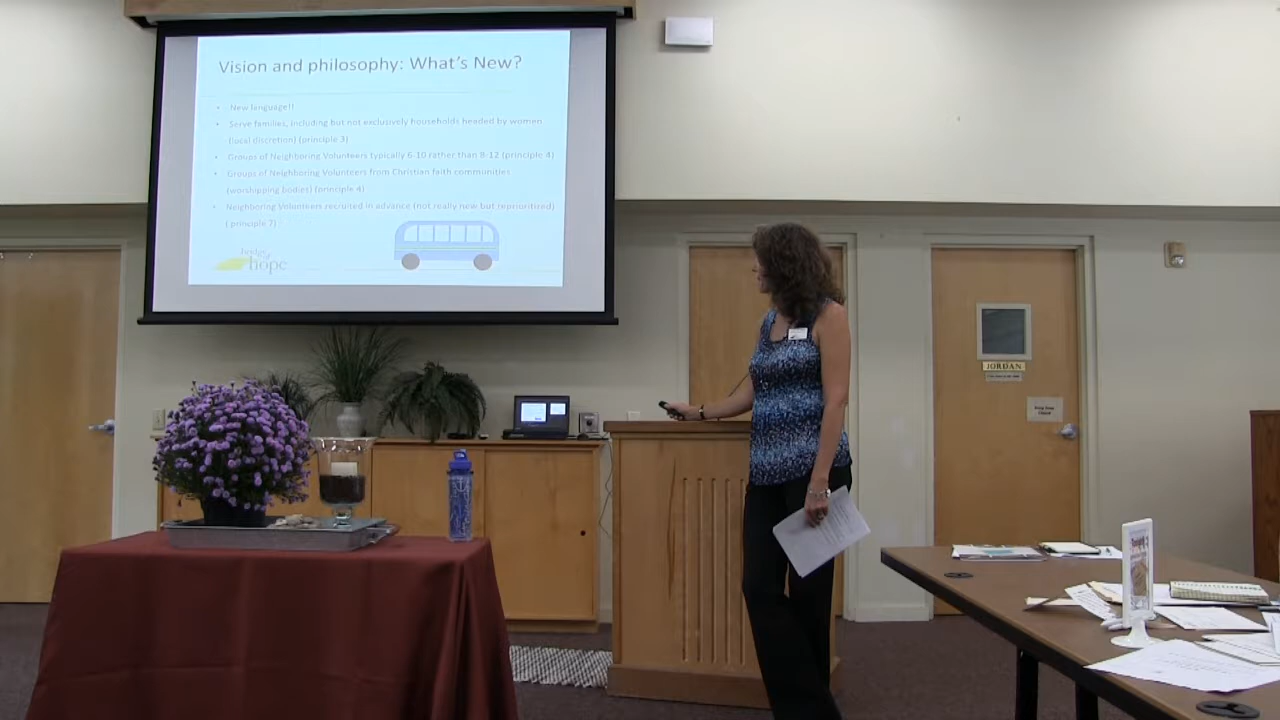 Vision and philosophy: What's New?
• New language!!
• Serve families, including but not exclusively households headed by women
(local discretion) (principle 3)
• Groups of Neighboring Volunteers typically 6-10 rather than 8-12 (principle 4)
• Groups of Neighboring Volunteers from Christian faith communities
(worshipping bodies) (principle 4)
• Neighboring Volunteers recruited in advance (not really new but reprioritized)
(principle 7)
bridge of
hope
JORDAN